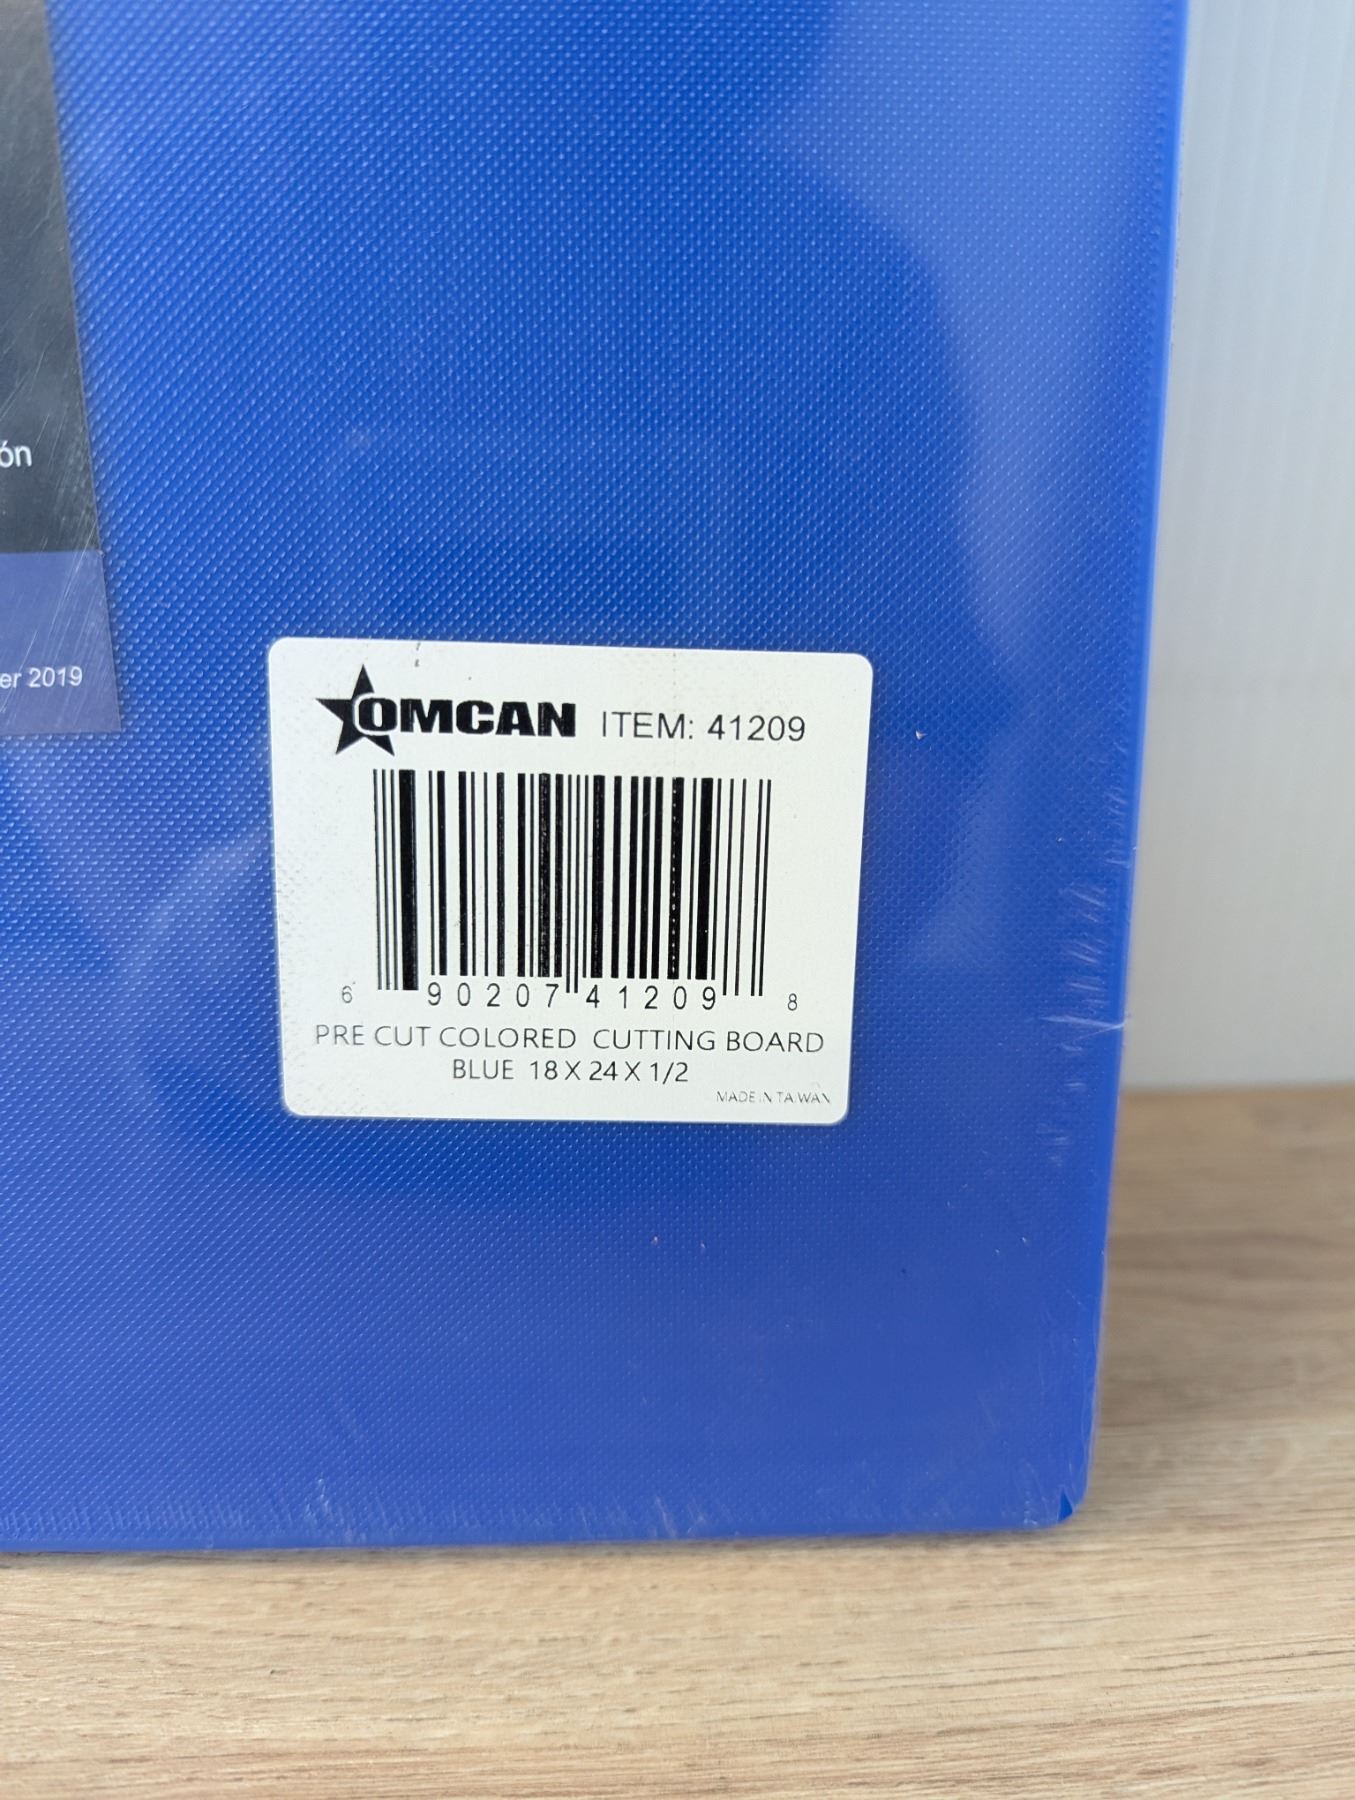 ón
er 2019
OMCAN ITEM: 41209
6 90207 41209 8
PRE CUT COLORED CUTTING BOARD
BLUE 18 X 24 X 1/2
MADE IN TAIWAN